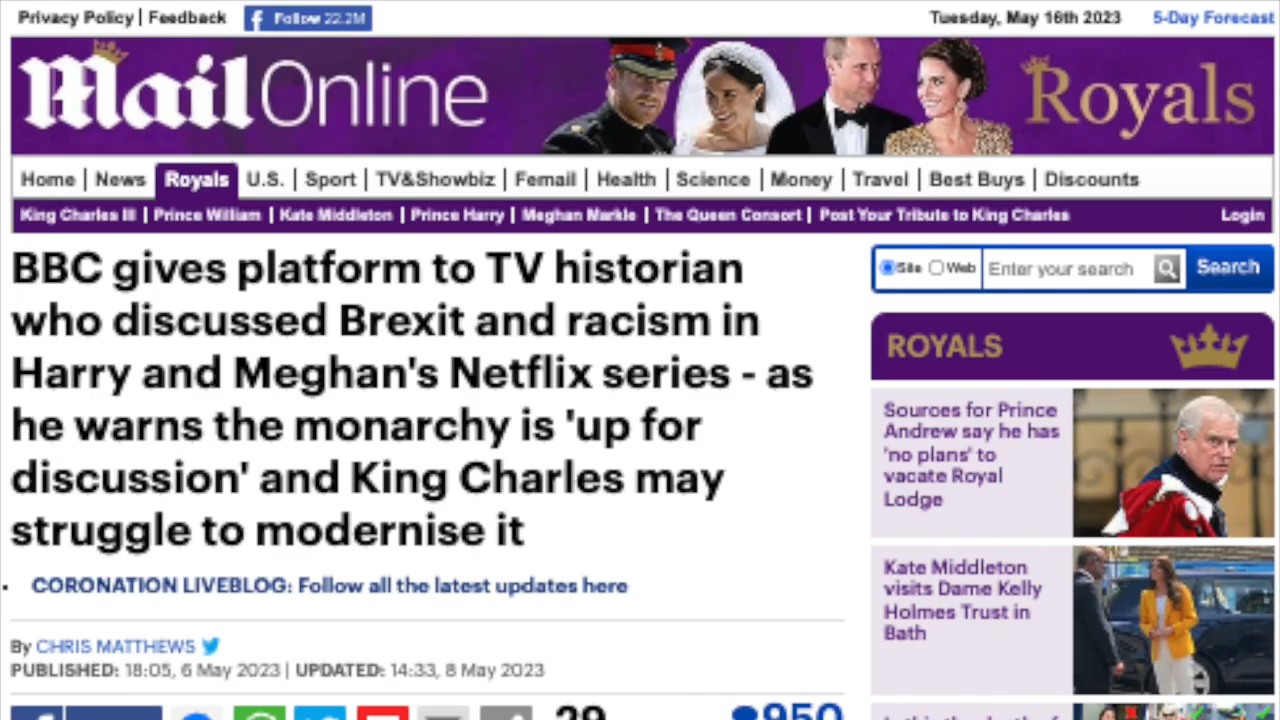 Privacy Policy | Feedback
Follow 22.2M
Tuesday, May 16th 2023
5-Day Forecast
Mail Online
Royals
Home | News Royals U.S. | Sport | TV&Showbiz | Femail | Health | Science | Money | Travel | Best Buys | Discounts
King Charles III | Prince William | Kate Middleton | Prince Harry | Meghan Markle | The Queen Consort | Post Your Tribute to King Charles
Login
BBC gives platform to TV historian
who discussed Brexit and racism in
Harry and Meghan's Netflix series - as
he warns the monarchy is 'up for
discussion' and King Charles may
struggle to modernise it
CORONATION LIVEBLOG: Follow all the latest updates here
By CHRIS MATTHEWS
PUBLISHED: 18:05, 6 May 2023 | UPDATED: 14:33, 8 May 2023
29
950
Site Web Enter your search Search
ROYALS
Sources for Prince
Andrew say he has
'no plans' to
vacate Royal
Lodge
Kate Middleton
visits Dame Kelly
Holmes Trust in
Bath